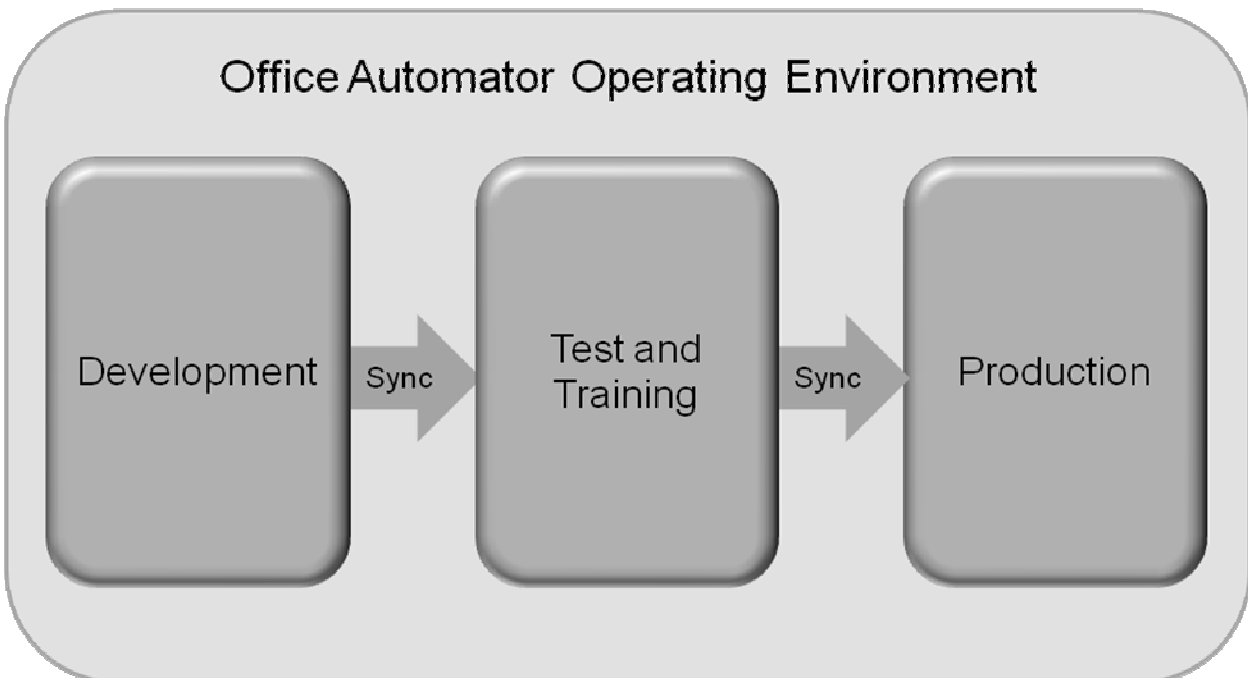 Office Automator Operating Environment
Development
Sync
Test and
Training
Sync
Production